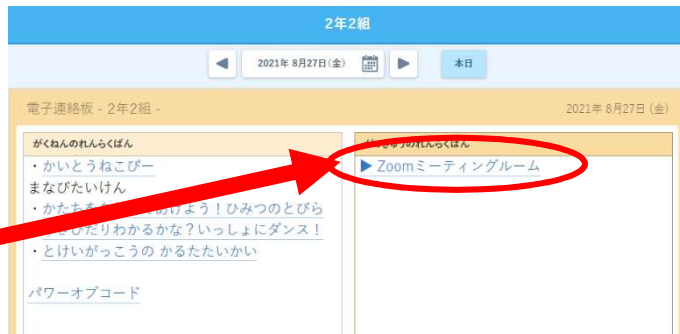 2年2組
2021年 8月27日(金)
本日
電子連絡板 - 2年2組 -
2021年 8月27日 (金)
がくねんのれんらくばん
・かいとうねこぴー
まなびたいけん
・かたちを あけよう!ひみつのとびら
だりわかるかな?いっしょにダンス!
・とけいがっこうの かるたたいかい
パワーオブコード
のれんらくばん
▶ Zoomミーティングルーム